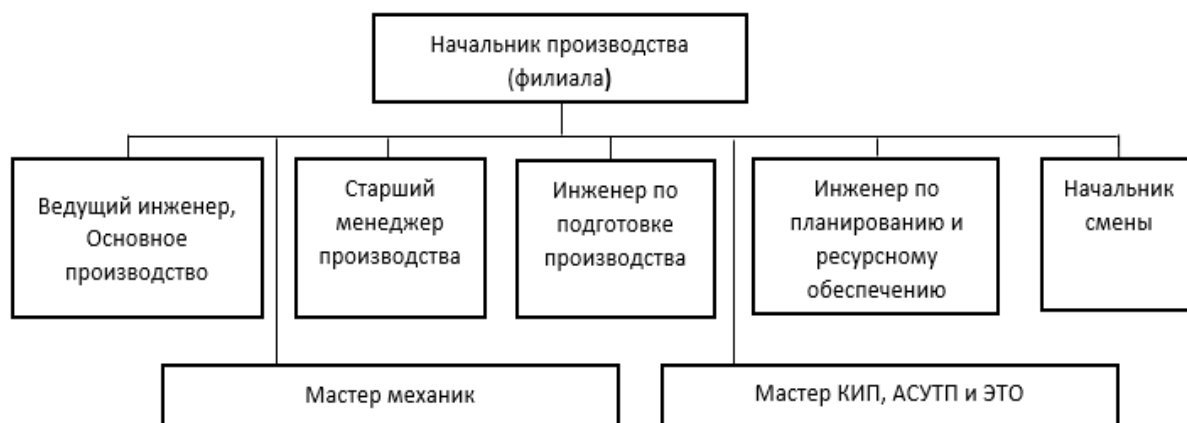 Начальник производства
(филиала)
Ведущий инженер,
Основное
производство
Старший
менеджер
производства
Инженер по
подготовке
производства
Инженер по
планированию и
ресурсному
обеспечению
Начальник
смены
Мастер механик
Мастер КИП, АСУТП и ЭТО